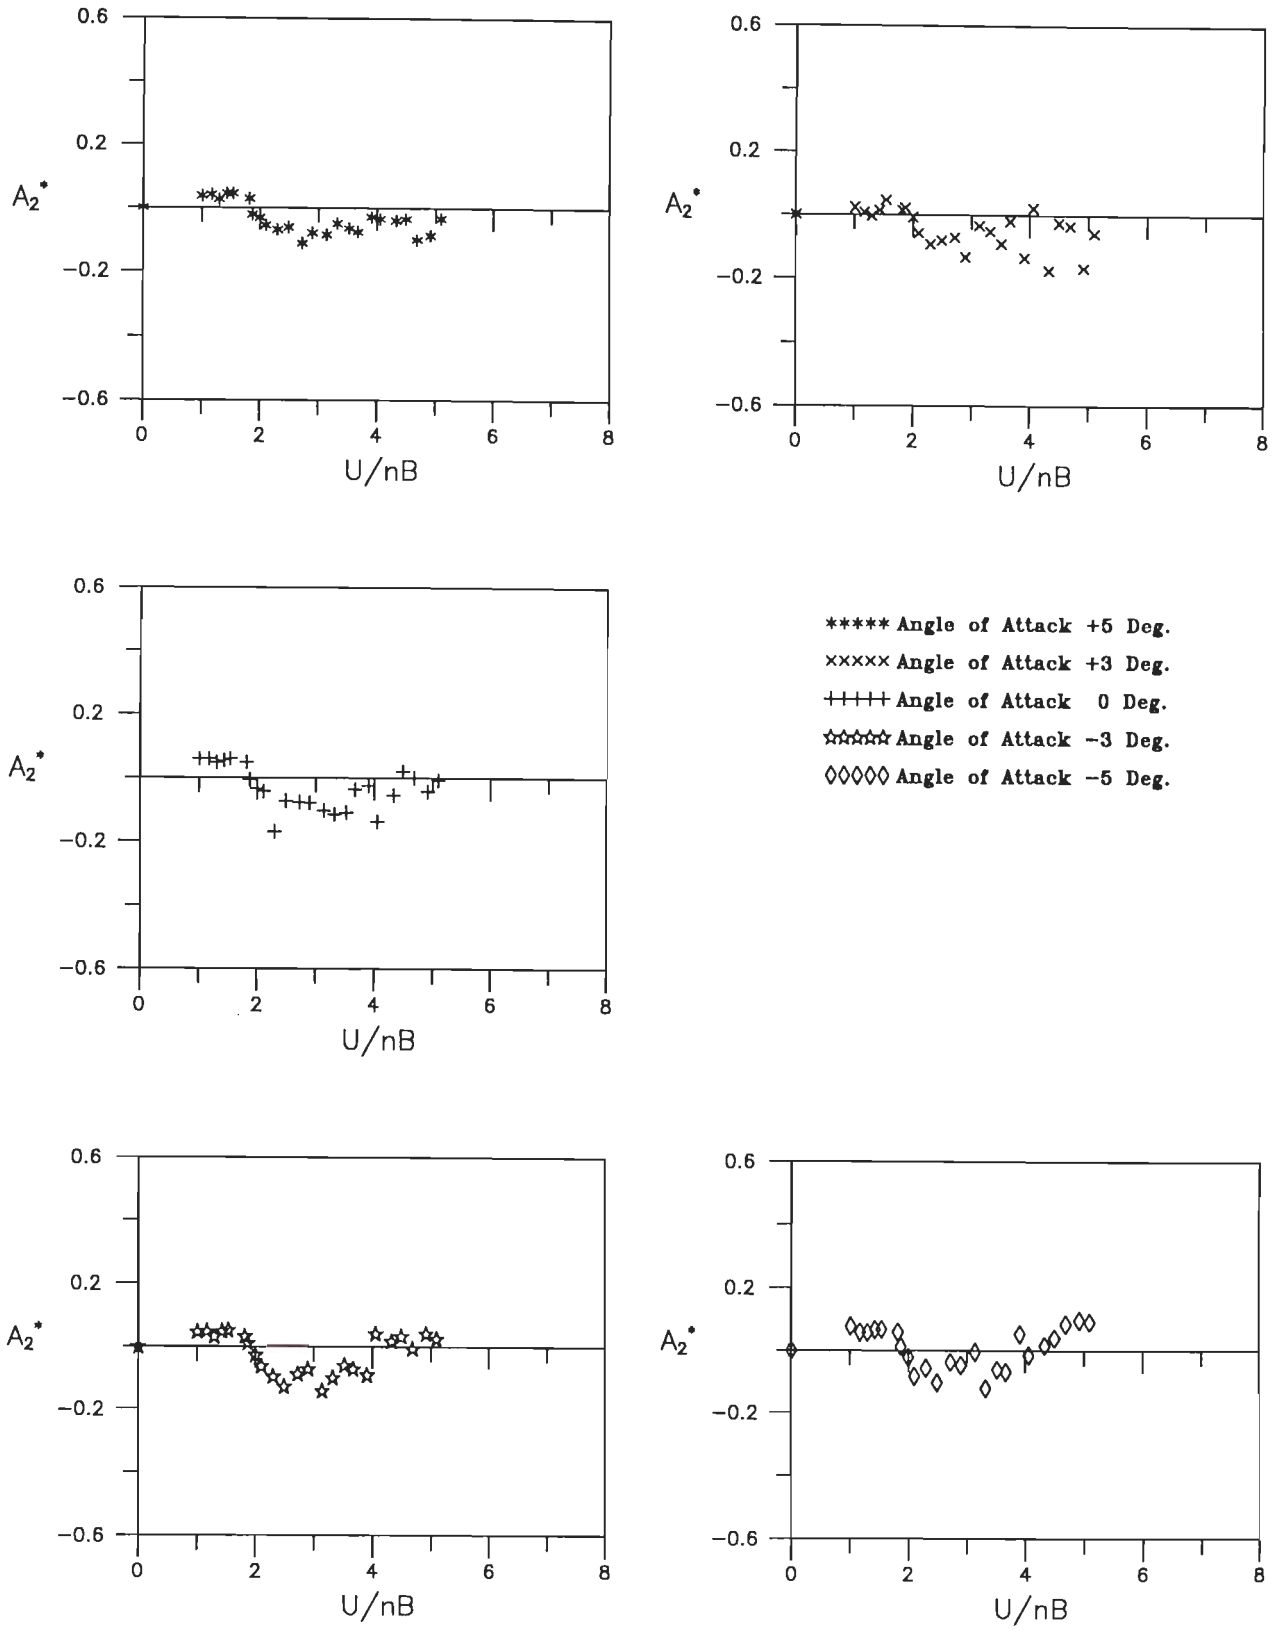 0.6
0.2
A2*
-0.2
-0.6
0 2 4 6 8
U/nB
0.6
0.2
A2*
-0.2
-0.6
0 2 4 6 8
U/nB
0.6
0.2
A2*
-0.2
-0.6
0 2 4 6 8
U/nB
Angle of Attack +5 Deg.
Angle of Attack +3 Deg.
Angle of Attack 0 Deg.
Angle of Attack -3 Deg.
Angle of Attack -5 Deg.
0.6
0.2
A2*
-0.2
-0.6
0 2 4 6 8
U/nB
0.6
0.2
A2*
-0.2
-0.6
0 2 4 6 8
U/nB